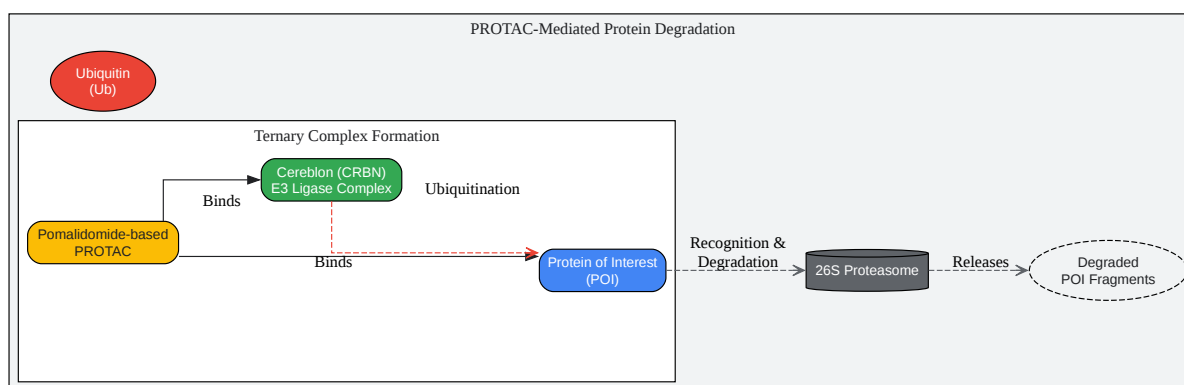 PROTAC-Mediated Protein Degradation
Ubiquitin
(Ub)
Ternary Complex Formation
Cereblon (CRBN)
E3 Ligase Complex
Ubiquitination
Binds
Pomalidomide-based
PROTAC
Binds
Protein of Interest
(POI)
Recognition &
Degradation
26S Proteasome
Releases
Degraded
POI Fragments